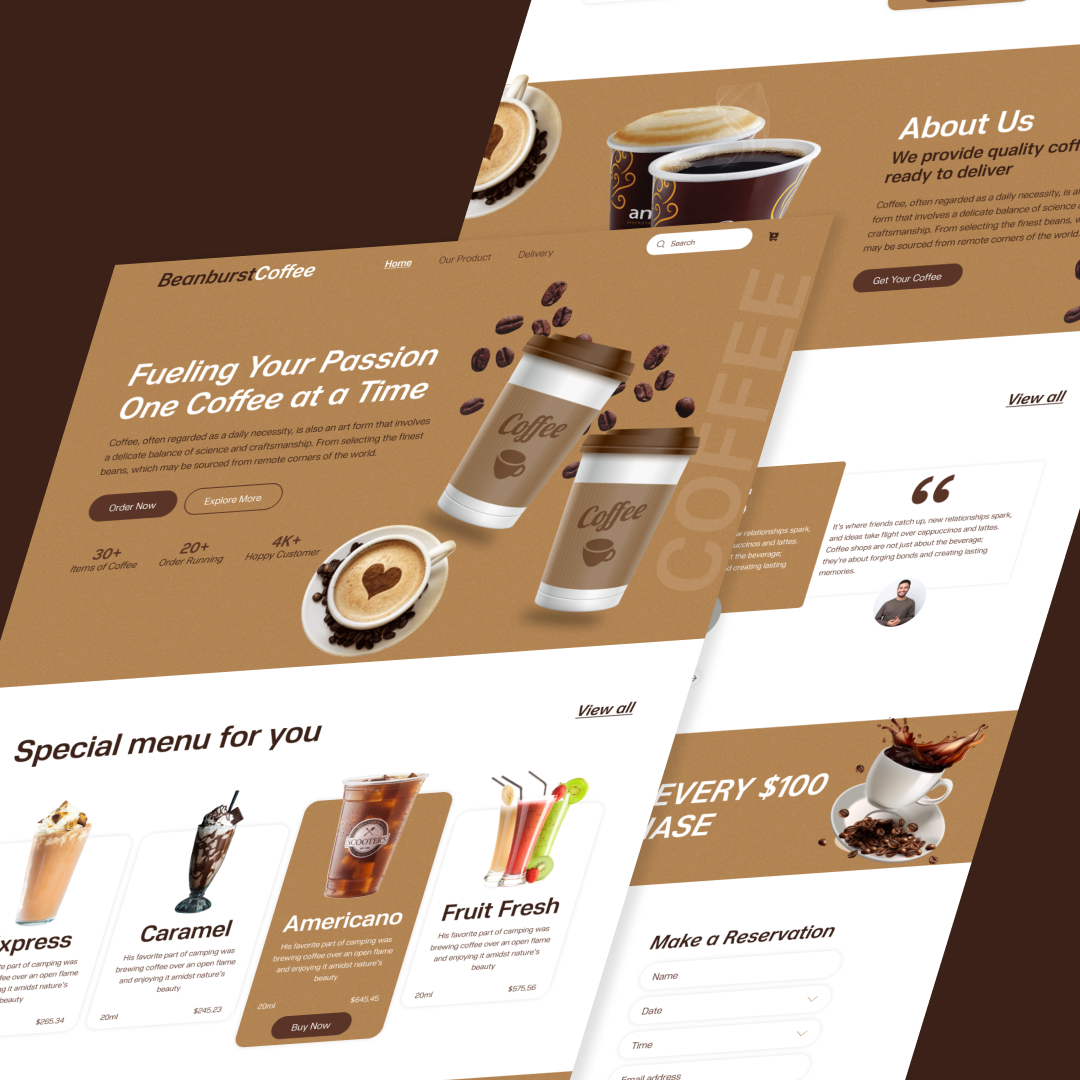 BeanburstCoffee
Home
Our Product
Delivery
Search
Fueling Your Passion
One Coffee at a Time
Coffee, often regarded as a daily necessity, is also an art form that involves
a delicate balance of science and craftsmanship. From selecting the finest
beans, which may be sourced from remote corners of the world.
Order Now
Explore More
30+
Items of Coffee
20+
Order Running
4K+
Happy Customer
Coffee
Coffee
COFFEE
Special menu for you
View all
xpress
te part of camping was
ffee over an open flame
g it amidst nature's
beauty
$265.34
Caramel
His favorite part of camping was
brewing coffee over an open flame
and enjoying it amidst nature's
beauty
20ml
$245.23
SCOOTER'S
Americano
His favorite part of camping was
brewing coffee over an open flame
and enjoying it amidst nature's
beauty
20ml
$645.45
Buy Now
Fruit Fresh
His favorite part of camping was
brewing coffee over an open flame
and enjoying it amidst nature's
beauty
20ml
$575.56
an
About Us
We provide quality coff
ready to deliver
Coffee, often regarded as a daily necessity, is al
form that involves a delicate balance of science a
craftsmanship. From selecting the finest beans, w
may be sourced from remote corners of the world.
Get Your Coffee
View all
w relationships spark,
puccinos and lattes.
t the beverage;
d creating lasting
“
It's where friends catch up, new relationships spark,
and ideas take flight over cappuccinos and lattes.
Coffee shops are not just about the beverage;
they're about forging bonds and creating lasting
memories.
EVERY $100
ASE
Make a Reservation
Name
Date
Time
Email address